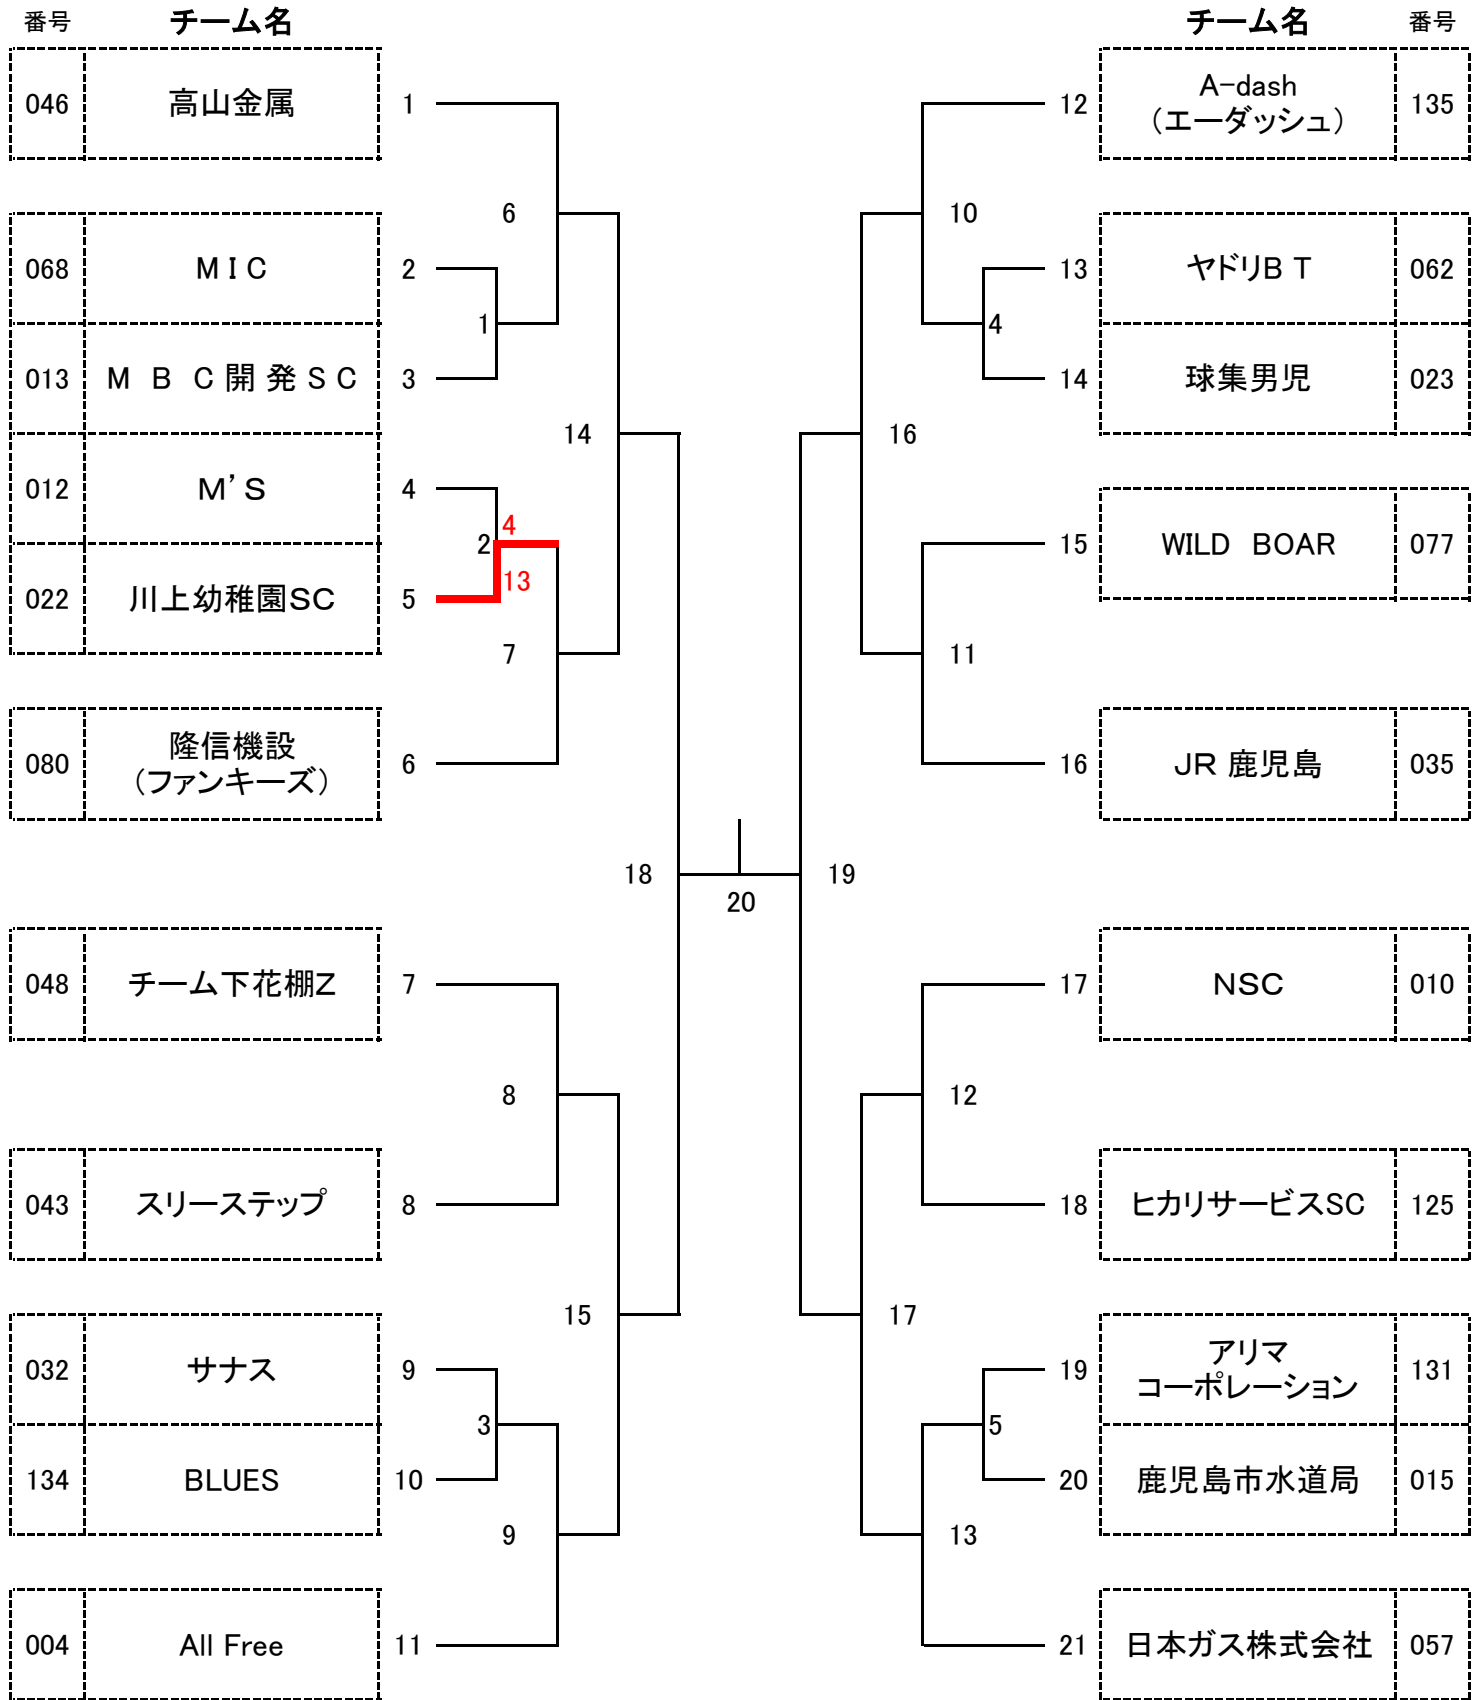 番号 チーム名
046 高山金属 1
6
068 MIC 2
1
013 MBC開発SC 3
14
012 M'S 4
4
2
13
022 川上幼稚園SC 5
7
080 隆信機設
(ファンキーズ) 6
18
20
048 チーム下花棚Z 7
8
043 スリーステップ 8
15
032 サナス 9
3
134 BLUES 10
9
004 All Free 11
チーム名 番号
12 A-dash
(エーダッシュ) 135
10
13 ヤドリBT 062
4
14 球集男児 023
16
15 WILD BOAR 077
11
16 JR 鹿児島 035
19
17 NSC 010
12
18 ヒカリサービスSC 125
17
19 アリマ
コーポレーション 131
5
20 鹿児島市水道局 015
13
21 日本ガス株式会社 057